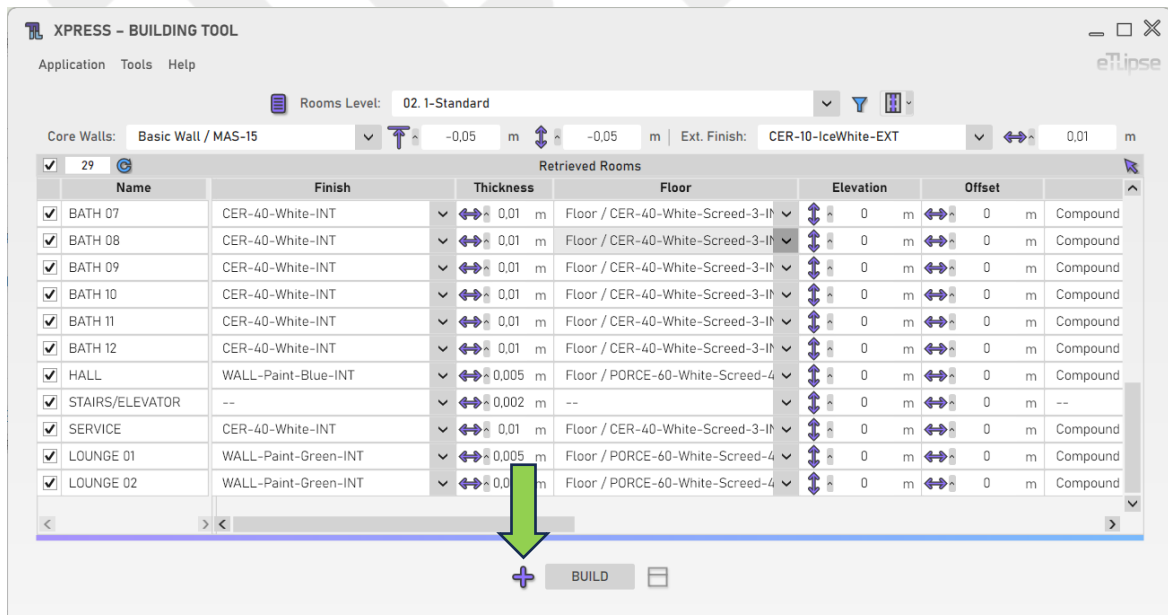 XPRESS – BUILDING TOOL
Application Tools Help
eTLipse
Rooms Level: 02. 1-Standard
Core Walls: Basic Wall / MAS-15 -0,05 m -0,05 m Ext. Finish: CER-10-IceWhite-EXT 0,01 m
29 Retrieved Rooms
Name Finish Thickness Floor Elevation Offset
BATH 07 CER-40-White-INT 0,01 m Floor / CER-40-White-Screed-3-IN 0 m 0 m Compound
BATH 08 CER-40-White-INT 0,01 m Floor / CER-40-White-Screed-3-IN 0 m 0 m Compound
BATH 09 CER-40-White-INT 0,01 m Floor / CER-40-White-Screed-3-IN 0 m 0 m Compound
BATH 10 CER-40-White-INT 0,01 m Floor / CER-40-White-Screed-3-IN 0 m 0 m Compound
BATH 11 CER-40-White-INT 0,01 m Floor / CER-40-White-Screed-3-IN 0 m 0 m Compound
BATH 12 CER-40-White-INT 0,01 m Floor / CER-40-White-Screed-3-IN 0 m 0 m Compound
HALL WALL-Paint-Blue-INT 0,005 m Floor / PORCE-60-White-Screed-4 0 m 0 m Compound
STAIRS/ELEVATOR -- 0,002 m -- 0 m 0 m --
SERVICE CER-40-White-INT 0,01 m Floor / CER-40-White-Screed-3-IN 0 m 0 m Compound
LOUNGE 01 WALL-Paint-Green-INT 0,005 m Floor / PORCE-60-White-Screed-4 0 m 0 m Compound
LOUNGE 02 WALL-Paint-Green-INT m Floor / PORCE-60-White-Screed-4 0 m 0 m Compound
BUILD